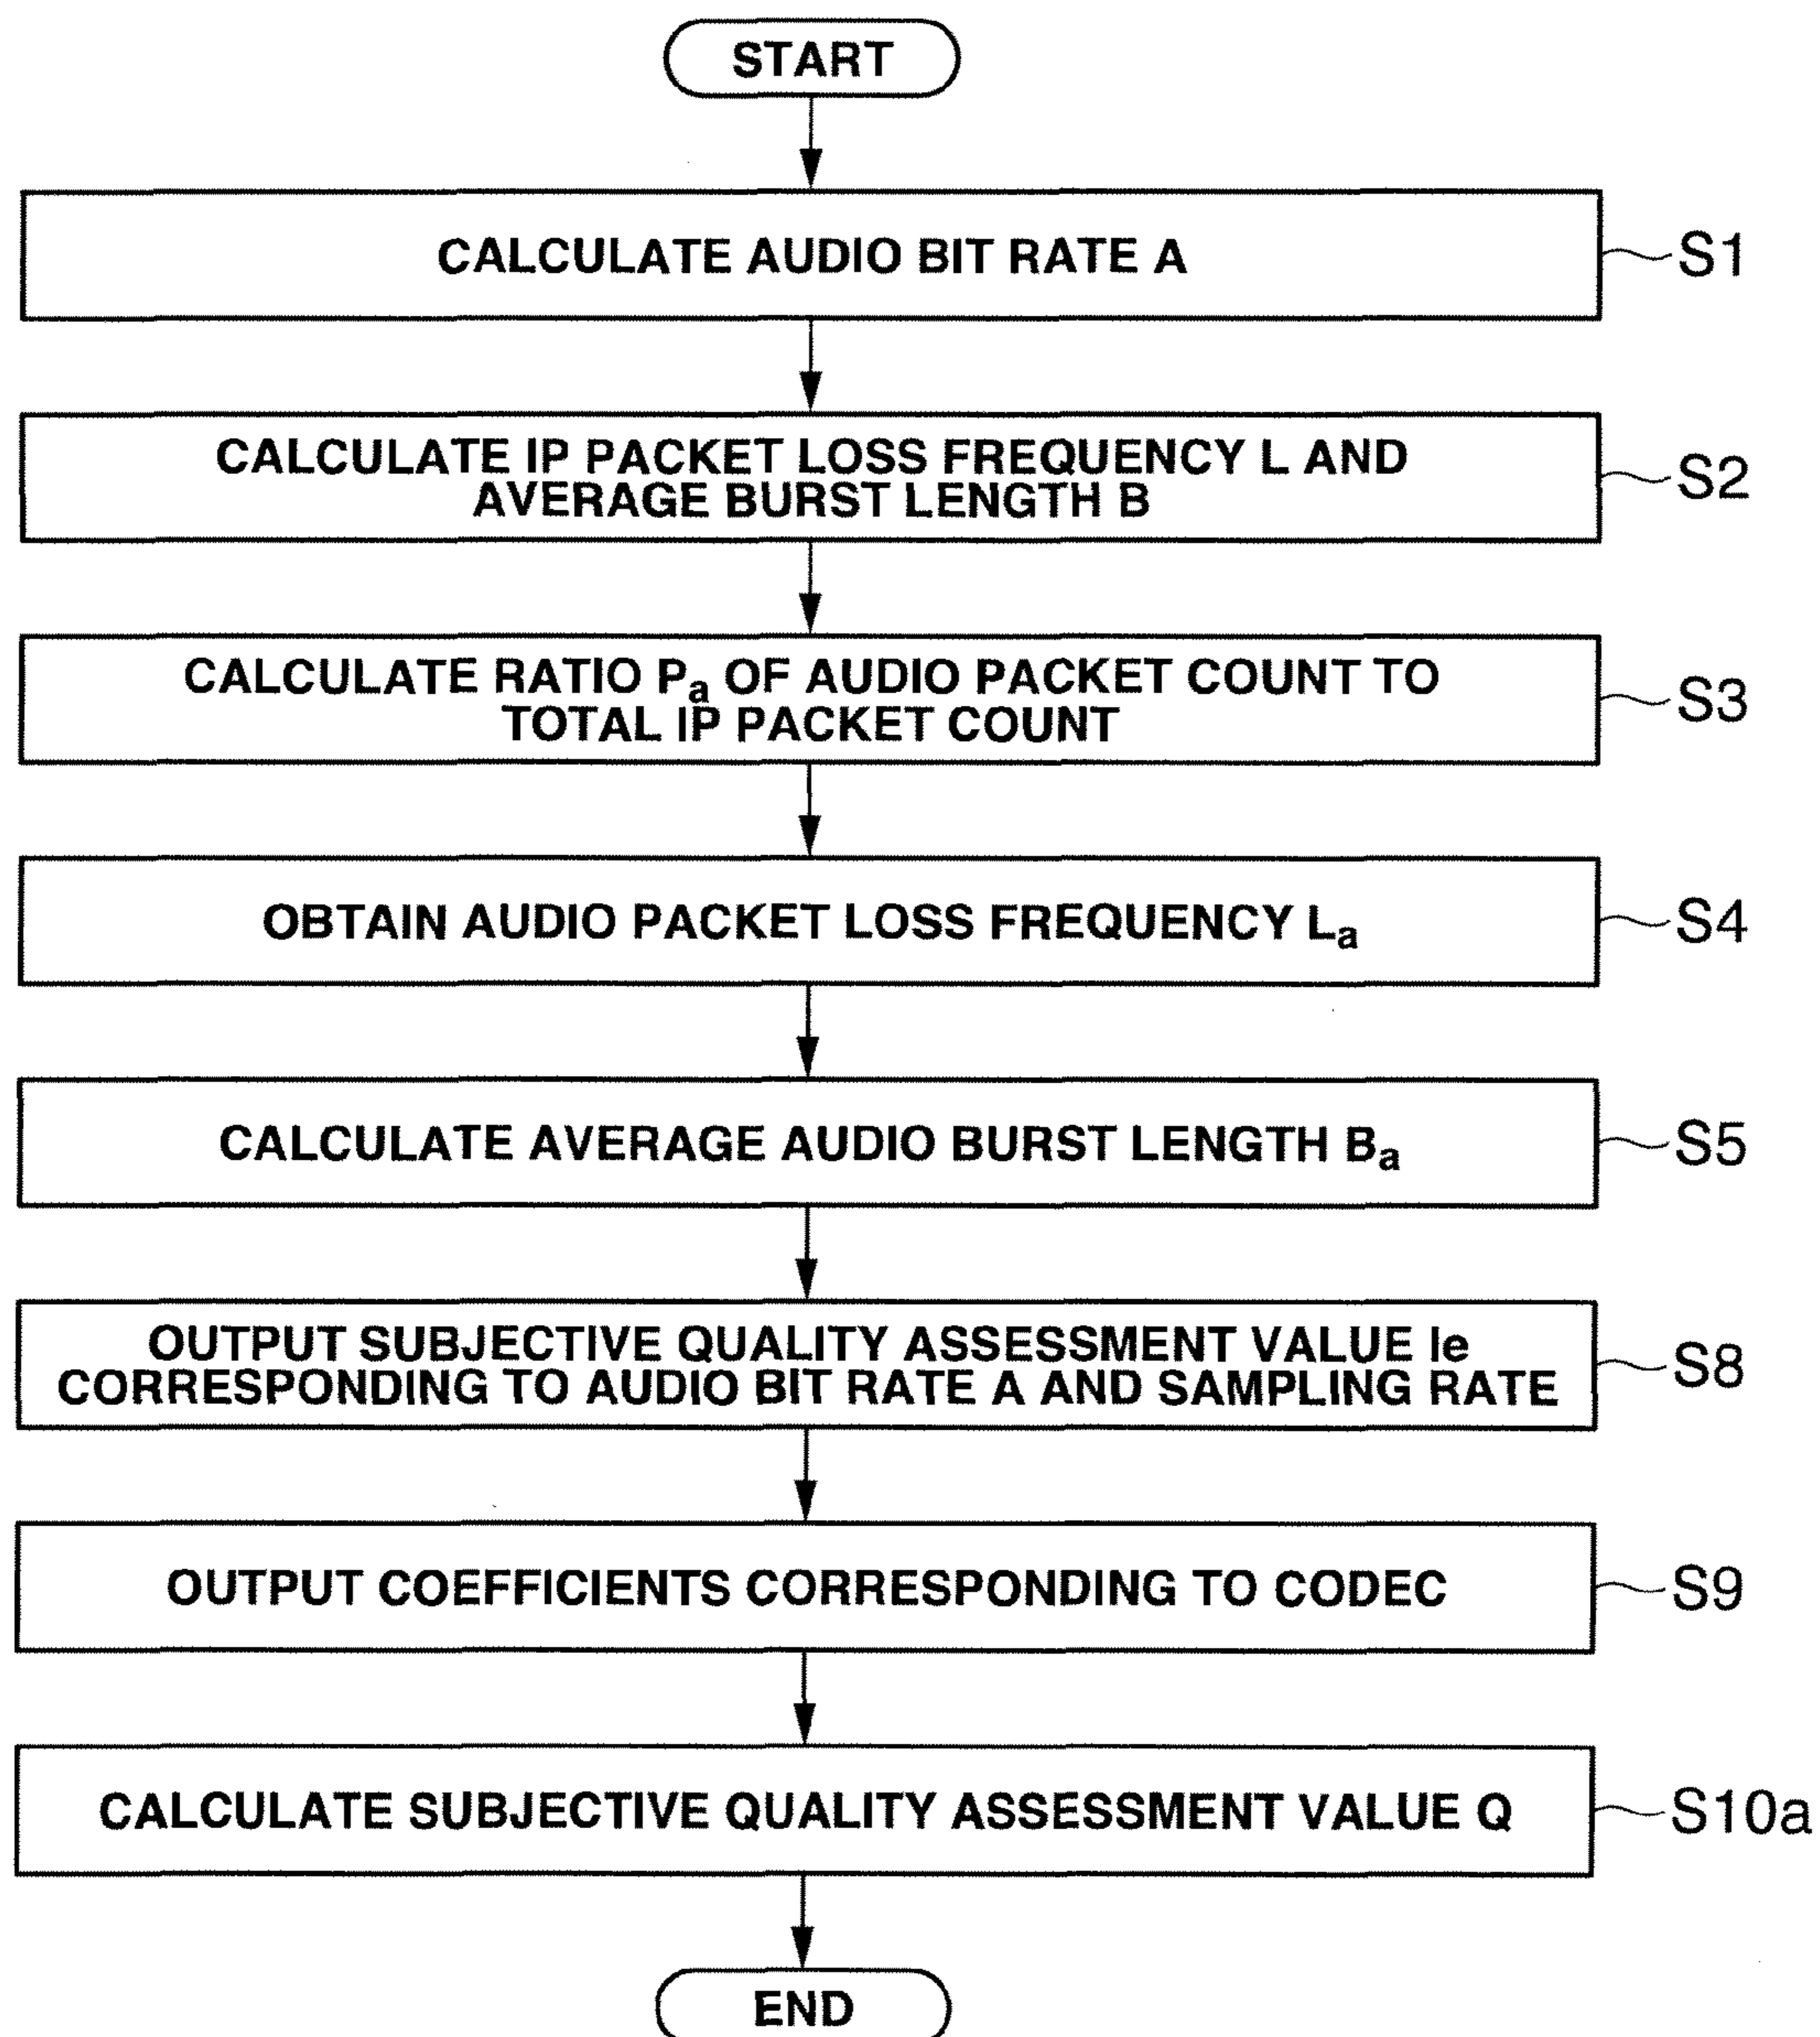 START
CALCULATE AUDIO BIT RATE A
S1
CALCULATE IP PACKET LOSS FREQUENCY L AND
AVERAGE BURST LENGTH B
S2
CALCULATE RATIO Pa OF AUDIO PACKET COUNT TO
TOTAL IP PACKET COUNT
S3
OBTAIN AUDIO PACKET LOSS FREQUENCY La
S4
CALCULATE AVERAGE AUDIO BURST LENGTH Ba
S5
OUTPUT SUBJECTIVE QUALITY ASSESSMENT VALUE Ie
CORRESPONDING TO AUDIO BIT RATE A AND SAMPLING RATE
S8
OUTPUT COEFFICIENTS CORRESPONDING TO CODEC
S9
CALCULATE SUBJECTIVE QUALITY ASSESSMENT VALUE Q
S10a
END